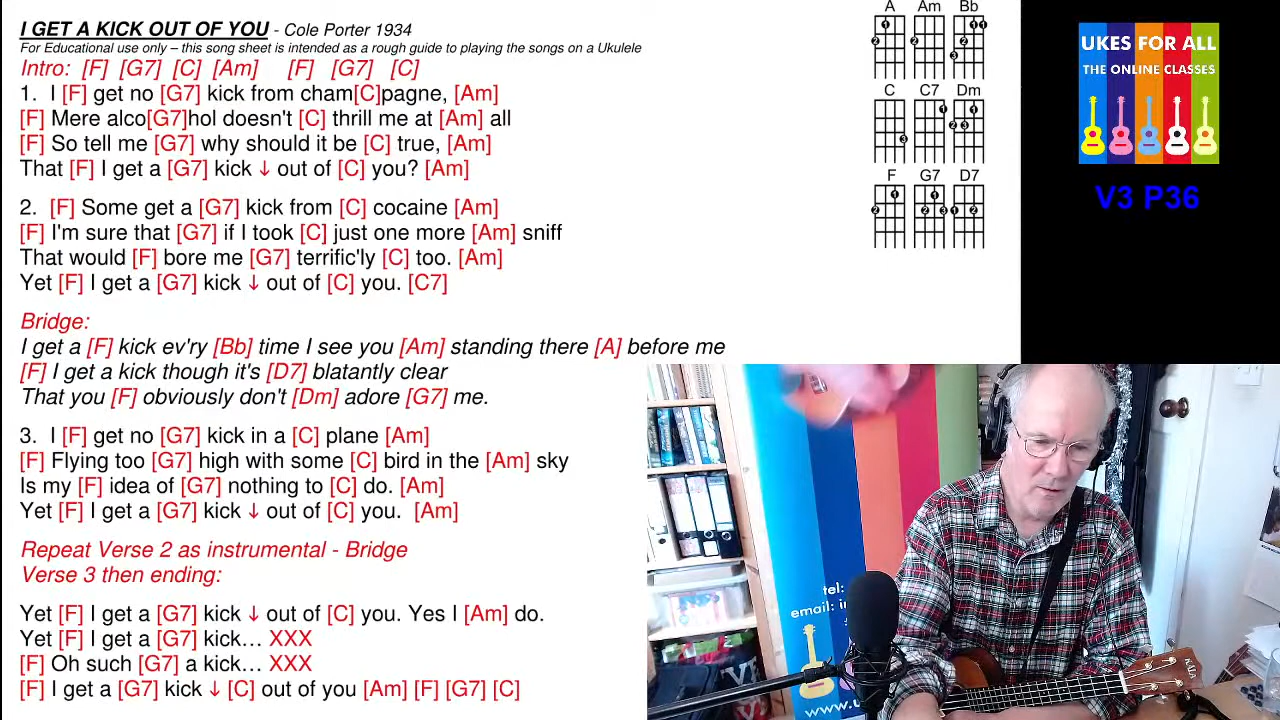 I GET A KICK OUT OF YOU - Cole Porter 1934
For Educational use only – this song sheet is intended as a rough guide to playing the songs on a Ukulele
Intro: [F] [G7] [C] [Am] [F] [G7] [C]
1. I [F] get no [G7] kick from cham[C]pagne, [Am]
[F] Mere alco[G7]hol doesn't [C] thrill me at [Am] all
[F] So tell me [G7] why should it be [C] true, [Am]
That [F] I get a [G7] kick ↓ out of [C] you? [Am]
2. [F] Some get a [G7] kick from [C] cocaine [Am]
[F] I'm sure that [G7] if I took [C] just one more [Am] sniff
That would [F] bore me [G7] terrific'ly [C] too. [Am]
Yet [F] I get a [G7] kick ↓ out of [C] you. [C7]
Bridge:
I get a [F] kick ev'ry [Bb] time I see you [Am] standing there [A] before me
[F] I get a kick though it's [D7] blatantly clear
That you [F] obviously don't [Dm] adore [G7] me.
3. I [F] get no [G7] kick in a [C] plane [Am]
[F] Flying too [G7] high with some [C] bird in the [Am] sky
Is my [F] idea of [G7] nothing to [C] do. [Am]
Yet [F] I get a [G7] kick ↓ out of [C] you. [Am]
Repeat Verse 2 as instrumental - Bridge
Verse 3 then ending:
Yet [F] I get a [G7] kick ↓ out of [C] you. Yes I [Am] do.
Yet [F] I get a [G7] kick… XXX
[F] Oh such [G7] a kick… XXX
[F] I get a [G7] kick ↓ [C] out of you [Am] [F] [G7] [C]
A Am Bb
C C7 Dm
F G7 D7
UKES FOR ALL
THE ONLINE CLASSES
V3 P36
tel:
email:
www.u
KALA